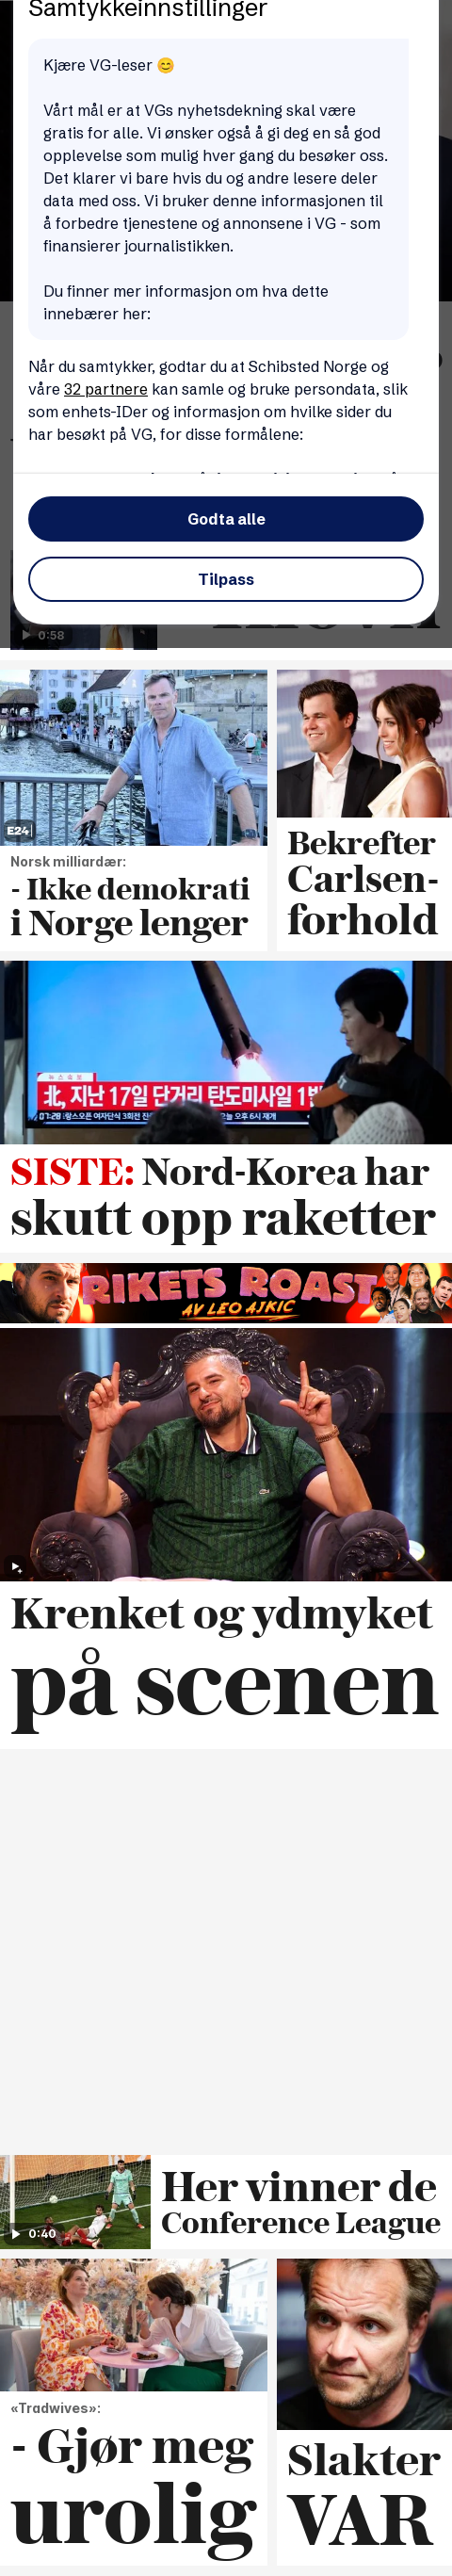 Samtykkeinnstillinger
Kjære VG-leser 😊
Vårt mål er at VGs nyhetsdekning skal være
gratis for alle. Vi ønsker også å gi deg en så god
opplevelse som mulig hver gang du besøker oss.
Det klarer vi bare hvis du og andre lesere deler
data med oss. Vi bruker denne informasjonen til
å forbedre tjenestene og annonsene i VG - som
finansierer journalistikken.
Du finner mer informasjon om hva dette
innebærer her:
Når du samtykker, godtar du at Schibsted Norge og
våre 32 partnere kan samle og bruke persondata, slik
som enhets-IDer og informasjon om hvilke sider du
har besøkt på VG, for disse formålene:
Godta alle
Tilpass
0:58
E24
Norsk milliardær:
- Ikke demokrati
i Norge lenger
Bekrefter
Carlsen-
forhold
뉴스속보
北, 지난 17일 단거리 탄도미사일 1발
SISTE: Nord-Korea har
skutt opp raketter
RIKETS ROAST
AV LEO AJKIC
Krenket og ydmyket
på scenen
0:40
Her vinner de
Conference League
«Tradwives»:
- Gjør meg
urolig
Slakter
VAR